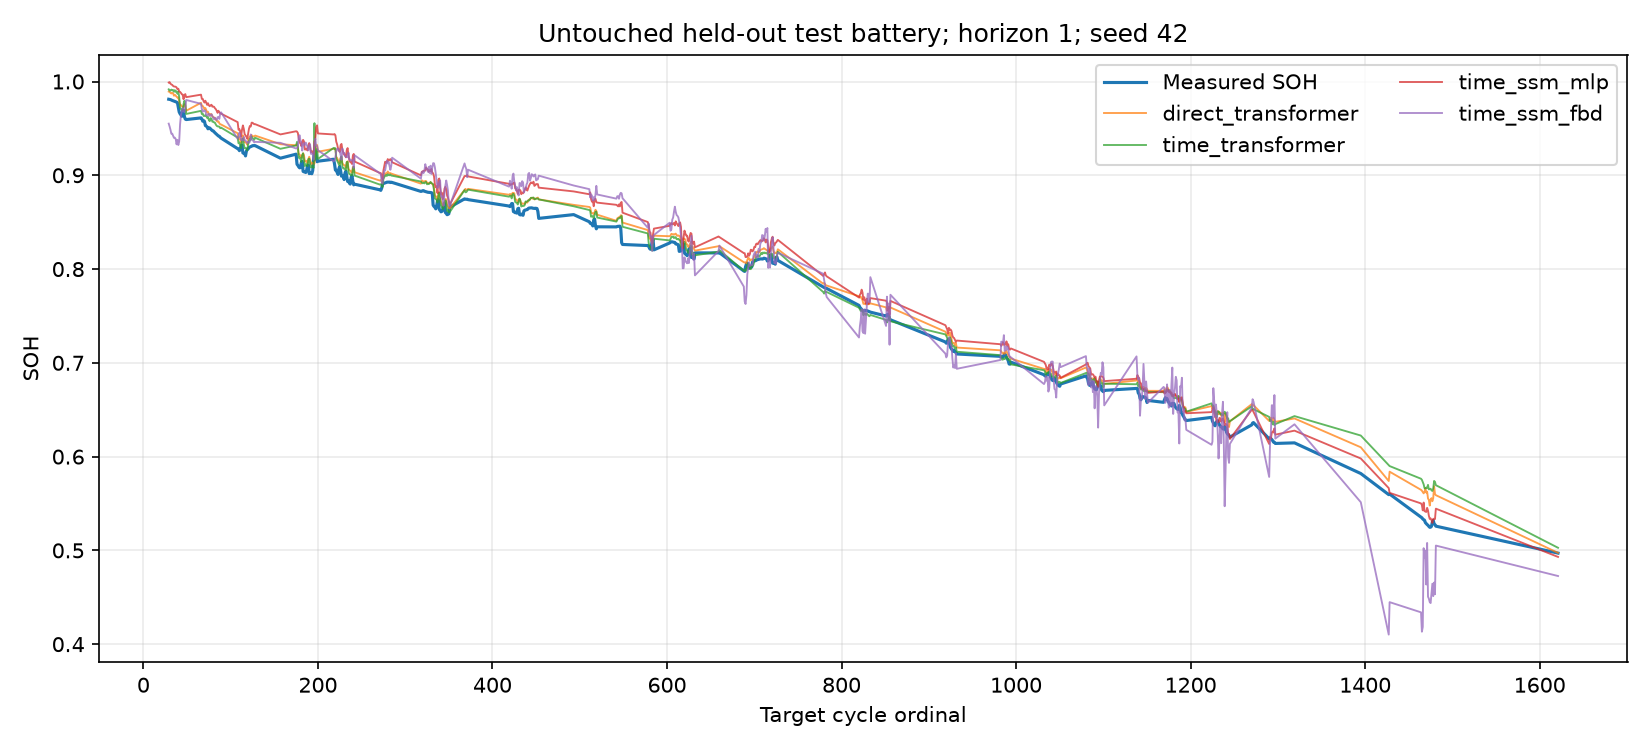 Untouched held-out test battery; horizon 1; seed 42
Measured SOH
direct_transformer
time_transformer
time_ssm_mlp
time_ssm_fbd
SOH
1.0
0.9
0.8
0.7
0.6
0.5
0.4
0 200 400 600 800 1000 1200 1400 1600
Target cycle ordinal